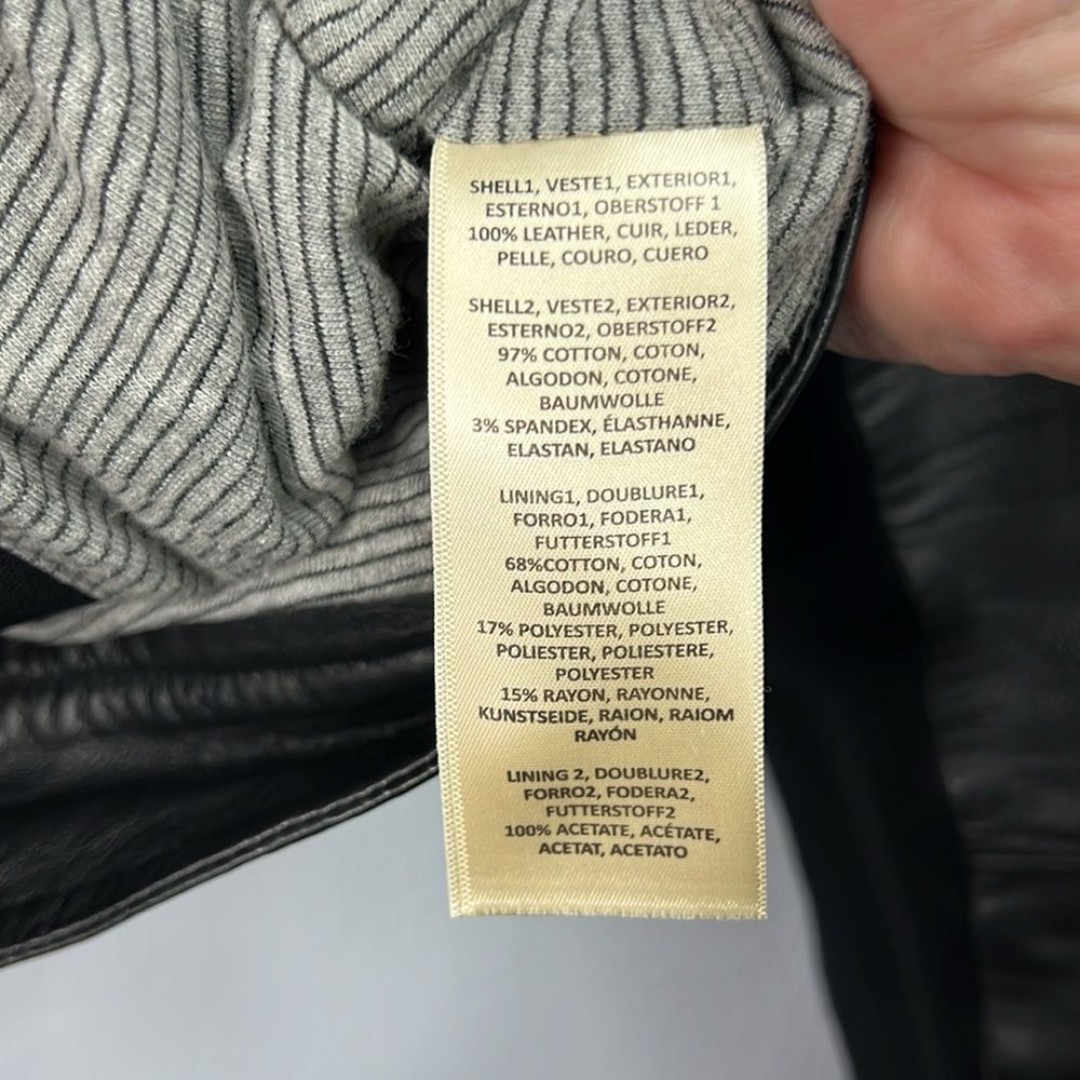 SHELL1, VESTE1, EXTERIOR1,
ESTERNO1, OBERSTOFF 1
100% LEATHER, CUIR, LEDER,
PELLE, COURO, CUERO
SHELL2, VESTE2, EXTERIOR2,
ESTERNO2, OBERSTOFF2
97% COTTON, COTON,
ALGODON, COTONE,
BAUMWOLLE
3% SPANDEX, ÉLASTHANNE,
ELASTAN, ELASTANO
LINING1, DOUBLURE1,
FORRO1, FODERA1,
FUTTERSTOFF1
68%COTTON, COTON,
ALGODON, COTONE,
BAUMWOLLE
17% POLYESTER, POLYESTER,
POLIESTER, POLIESTERE,
POLYESTER
15% RAYON, RAYONNE,
KUNSTSEIDE, RAION, RAIOM
RAYÓN
LINING 2, DOUBLURE2,
FORRO2, FODERA2,
FUTTERSTOFF2
100% ACETATE, ACÉTATE,
ACETAT, ACETATO